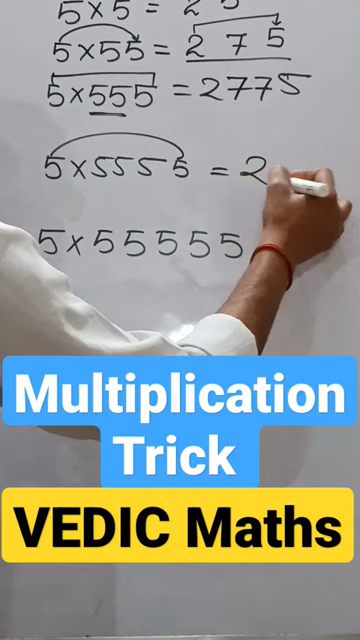 5×5 = 25
5×55 = 275
5×555 = 2775
5×5555 = 2
5×55555
Multiplication
Trick
VEDIC Maths